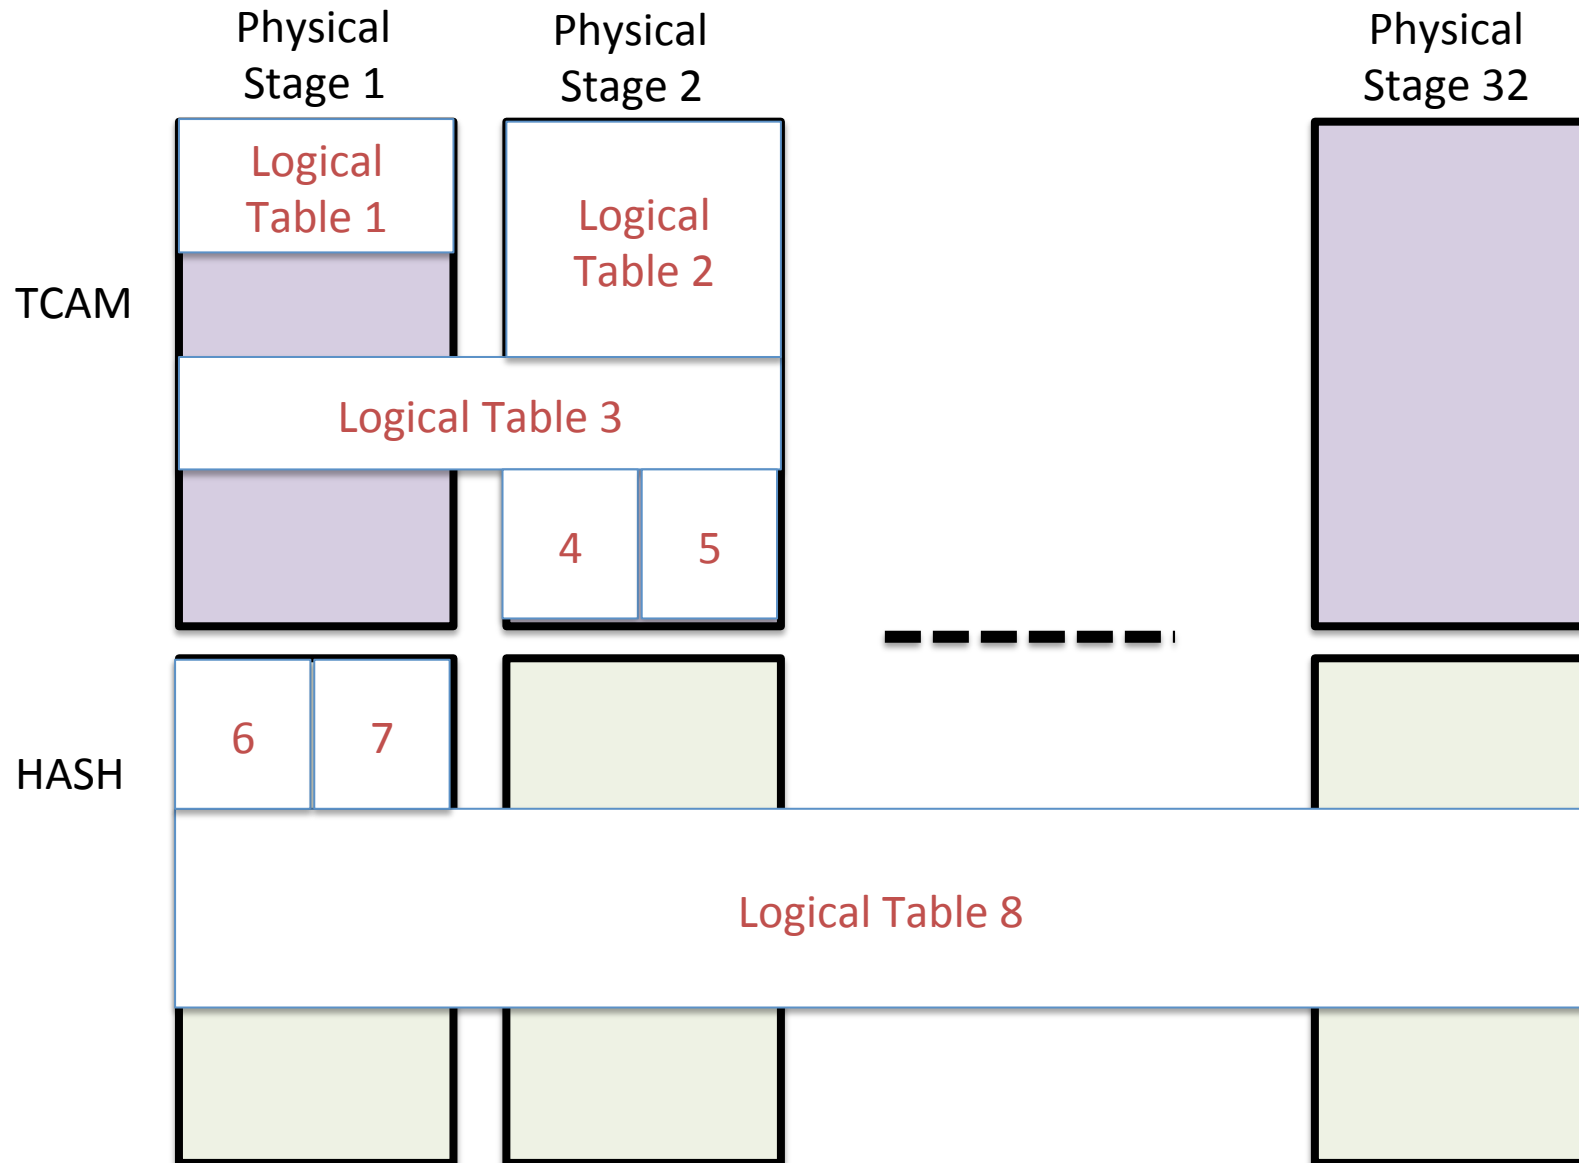 Physical
Stage 1
Physical
Stage 2
Physical
Stage 32
TCAM
Logical
Table 1
Logical
Table 2
Logical Table 3
4
5
HASH
6
7
Logical Table 8